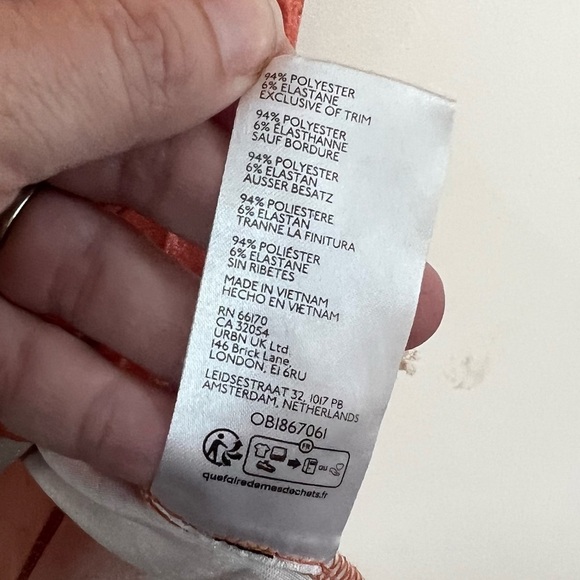 94% POLYESTER
6% ELASTANE
EXCLUSIVE OF TRIM
94% POLYESTER
6% ÉLASTHANNE
SAUF BORDURE
94% POLYESTER
6% ELASTAN
AUSSER BESATZ
94% POLIESTERE
6% ELASTAN
TRANNE LA FINITURA
94% POLIÉSTER
6% ELASTANE
SIN RIBETES
MADE IN VIETNAM
HECHO EN VIETNAM
RN 66170
CA 32054
URBN UK Ltd
146 Brick Lane,
LONDON, E1 6RU
LEIDSESTRAAT 32, 1017 PB
AMSTERDAM, NETHERLANDS
OB1867061
FR
ou
quefairedemesdechets.fr